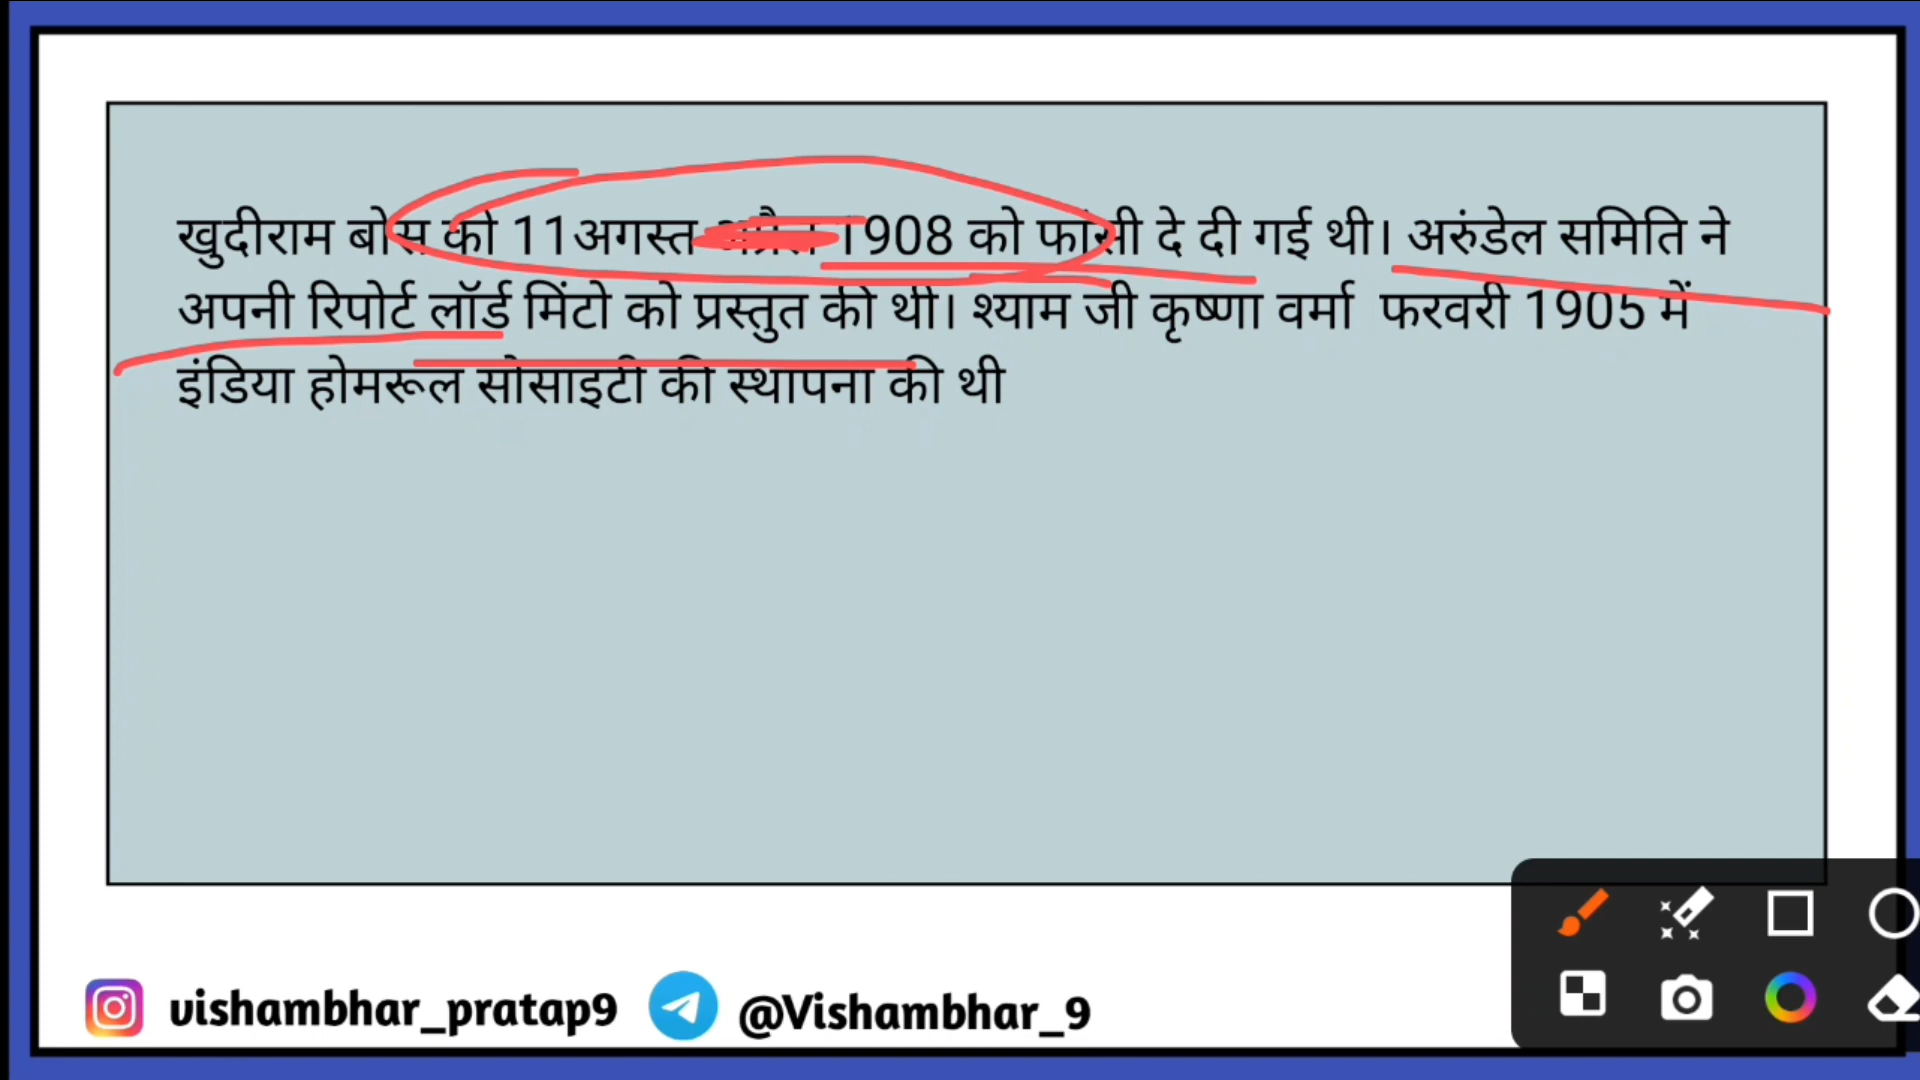 खुदीराम बोस को 11अगस्त 1908 को फांसी दे दी गई थी। अरुंडेल समिति ने
अपनी रिपोर्ट लॉर्ड मिंटो को प्रस्तुत की थी। श्याम जी कृष्णा वर्मा फरवरी 1905 में
इंडिया होमरूल सोसाइटी की स्थापना की थी
vishambhar_pratap9 @Vishambhar_9